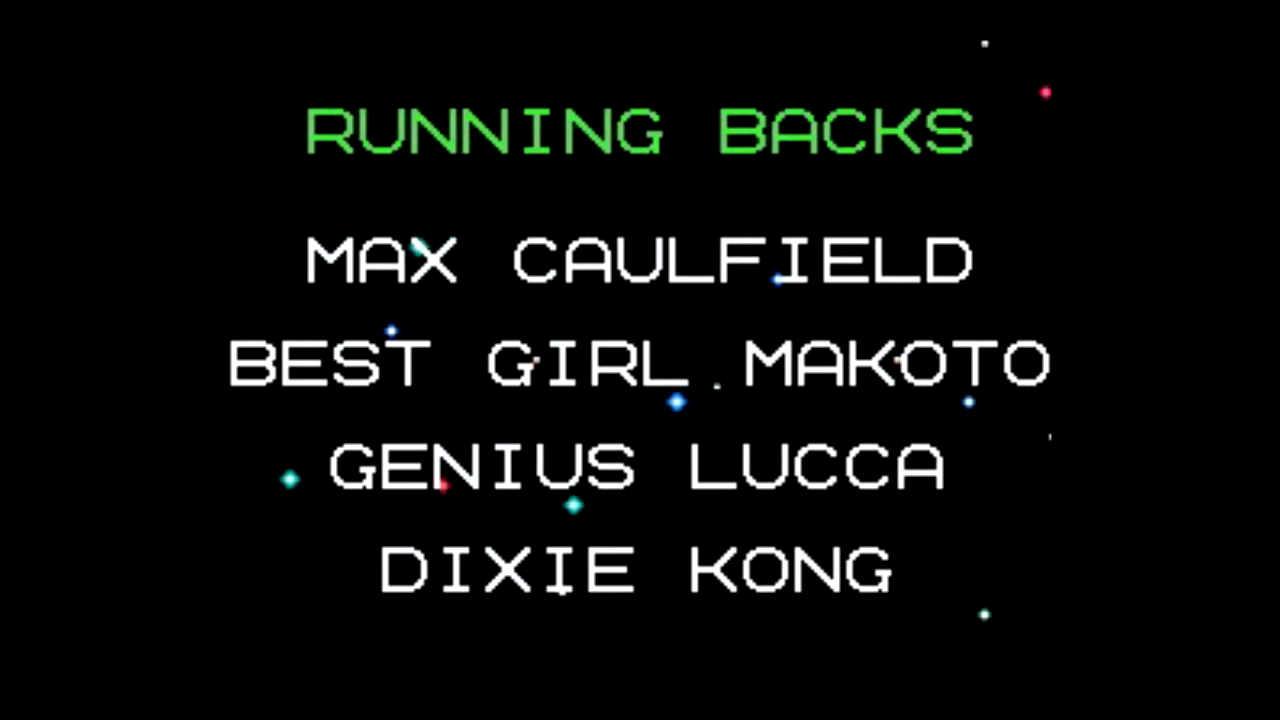 RUNNING BACKS
MAX CAULFIELD
BEST GIRL MAKOTO
GENIUS LUCCA
DIXIE KONG